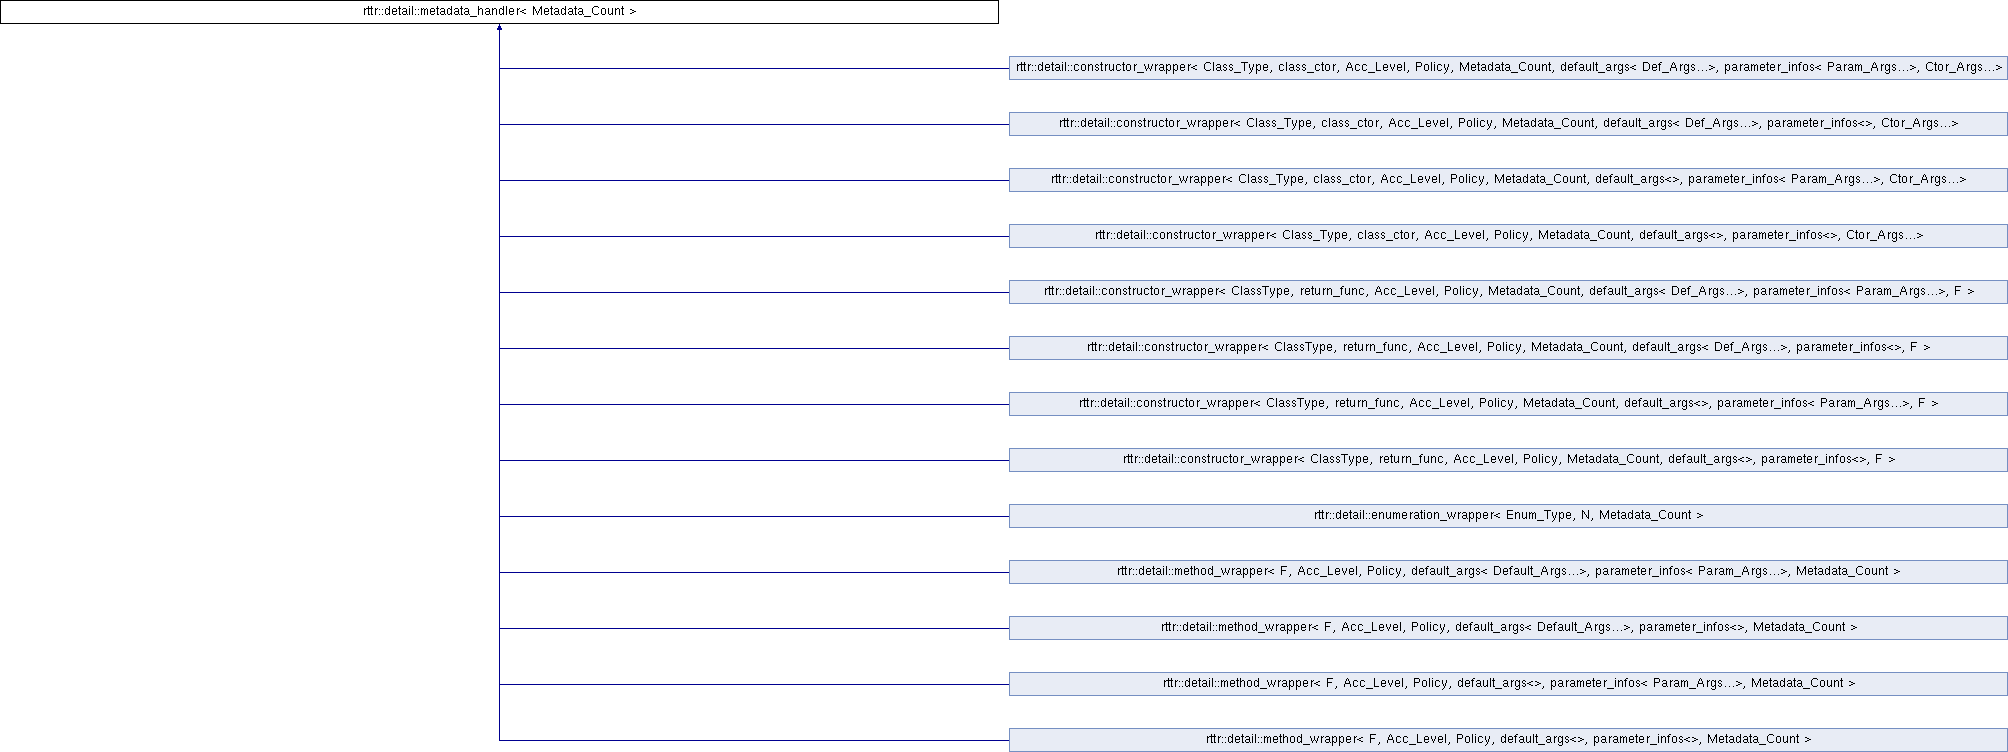 rttr::detail::metadata_handler< Metadata_Count >
rttr::detail::constructor_wrapper< Class_Type, class_ctor, Acc_Level, Policy, Metadata_Count, default_args< Def_Args...>, parameter_infos< Param_Args...>, Ctor_Args...>
rttr::detail::constructor_wrapper< Class_Type, class_ctor, Acc_Level, Policy, Metadata_Count, default_args< Def_Args...>, parameter_infos<>, Ctor_Args...>
rttr::detail::constructor_wrapper< Class_Type, class_ctor, Acc_Level, Policy, Metadata_Count, default_args<>, parameter_infos< Param_Args...>, Ctor_Args...>
rttr::detail::constructor_wrapper< Class_Type, class_ctor, Acc_Level, Policy, Metadata_Count, default_args<>, parameter_infos<>, Ctor_Args...>
rttr::detail::constructor_wrapper< ClassType, return_func, Acc_Level, Policy, Metadata_Count, default_args< Def_Args...>, parameter_infos< Param_Args...>, F >
rttr::detail::constructor_wrapper< ClassType, return_func, Acc_Level, Policy, Metadata_Count, default_args< Def_Args...>, parameter_infos<>, F >
rttr::detail::constructor_wrapper< ClassType, return_func, Acc_Level, Policy, Metadata_Count, default_args<>, parameter_infos< Param_Args...>, F >
rttr::detail::constructor_wrapper< ClassType, return_func, Acc_Level, Policy, Metadata_Count, default_args<>, parameter_infos<>, F >
rttr::detail::enumeration_wrapper< Enum_Type, N, Metadata_Count >
rttr::detail::method_wrapper< F, Acc_Level, Policy, default_args< Default_Args...>, parameter_infos< Param_Args...>, Metadata_Count >
rttr::detail::method_wrapper< F, Acc_Level, Policy, default_args< Default_Args...>, parameter_infos<>, Metadata_Count >
rttr::detail::method_wrapper< F, Acc_Level, Policy, default_args<>, parameter_infos< Param_Args...>, Metadata_Count >
rttr::detail::method_wrapper< F, Acc_Level, Policy, default_args<>, parameter_infos<>, Metadata_Count >